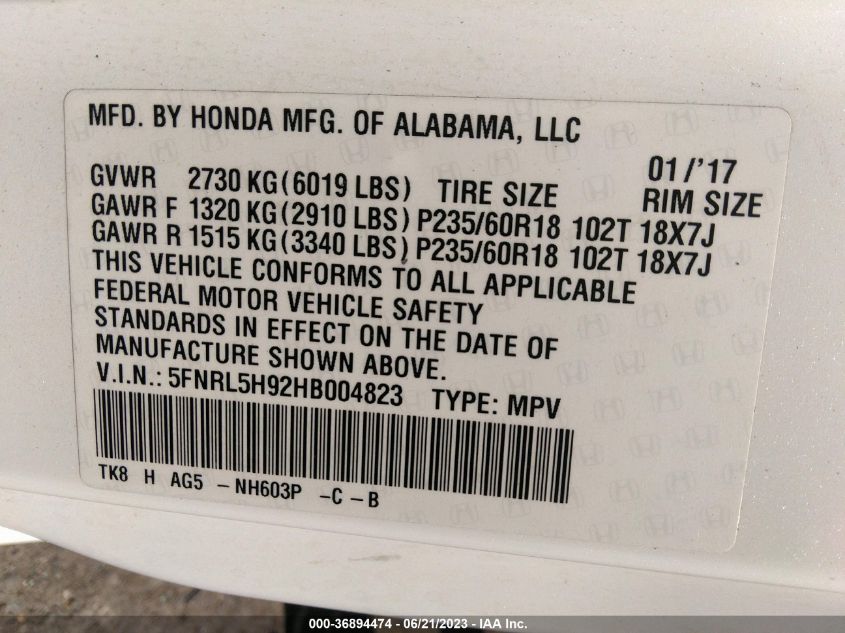 MFD. BY HONDA MFG. OF ALABAMA, LLC
01/'17
GVWR 2730 KG(6019 LBS) TIRE SIZE RIM SIZE
GAWR F 1320 KG(2910 LBS) P235/60R18 102T 18X7J
GAWR R 1515 KG(3340 LBS) P235/60R18 102T 18X7J
THIS VEHICLE CONFORMS TO ALL APPLICABLE
FEDERAL MOTOR VEHICLE SAFETY
STANDARDS IN EFFECT ON THE DATE OF
MANUFACTURE SHOWN ABOVE.
V.I.N.: 5FNRL5H92HB004823 TYPE: MPV
TK8 H AG5 -NH603P -C-B
000-36894474 / 06/21/2023 - IAA Inc.